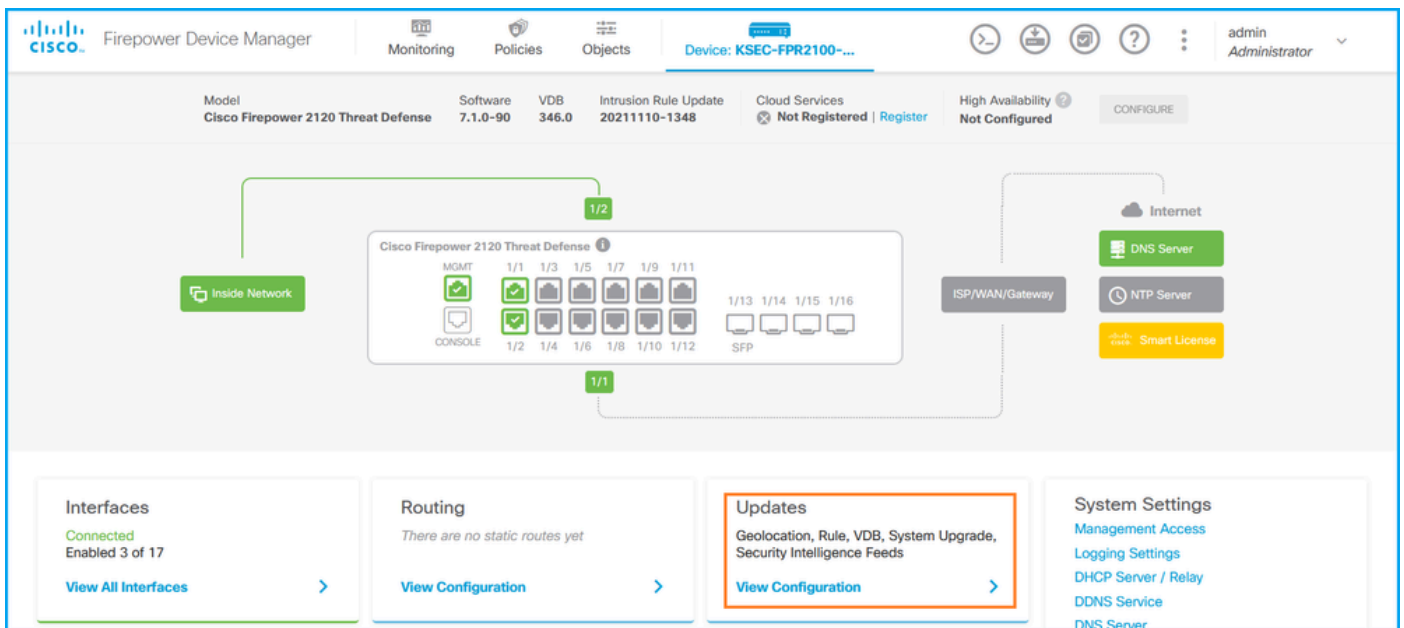 CISCO Firepower Device Manager
Monitoring
Policies
Objects
Device: KSEC-FPR2100-...
>_
?
admin
Administrator
Model
Cisco Firepower 2120 Threat Defense
Software
7.1.0-90
VDB
346.0
Intrusion Rule Update
20211110-1348
Cloud Services
Not Registered | Register
High Availability ?
Not Configured
CONFIGURE
1/2
Internet
Cisco Firepower 2120 Threat Defense i
DNS Server
MGMT 1/1 1/3 1/5 1/7 1/9 1/11
Inside Network
ISP/WAN/Gateway
NTP Server
1/13 1/14 1/15 1/16
CONSOLE 1/2 1/4 1/6 1/8 1/10 1/12 SFP
CISCO Smart License
1/1
Interfaces
Connected
Enabled 3 of 17
View All Interfaces
Routing
There are no static routes yet
View Configuration
Updates
Geolocation, Rule, VDB, System Upgrade,
Security Intelligence Feeds
View Configuration
System Settings
Management Access
Logging Settings
DHCP Server / Relay
DDNS Service
DNS Server